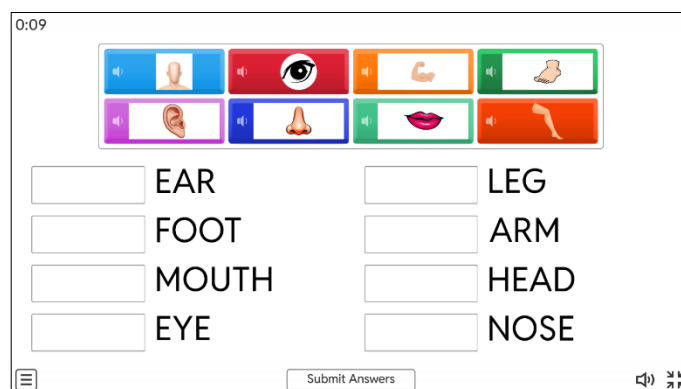 0:09
EAR
LEG
FOOT
ARM
MOUTH
HEAD
EYE
NOSE
Submit Answers